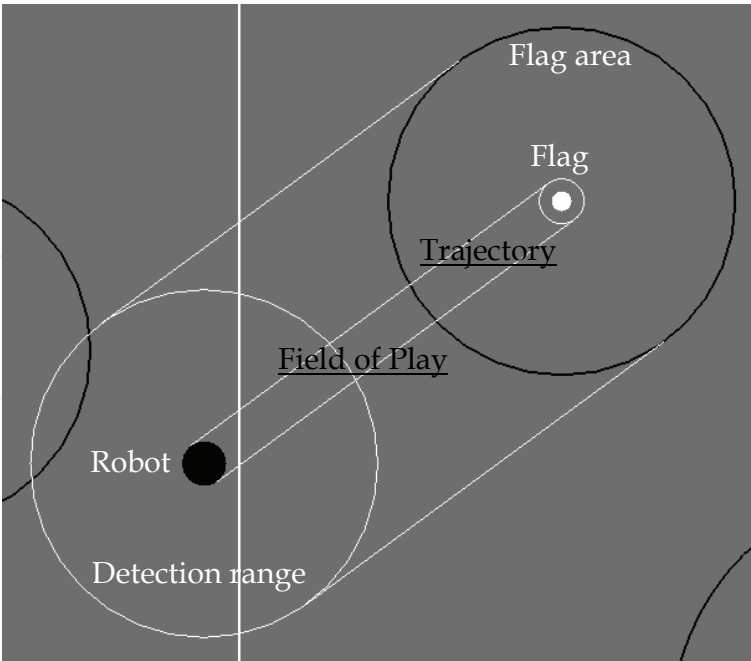 Flag area
Flag
Trajectory
Field of Play
Robot
Detection range